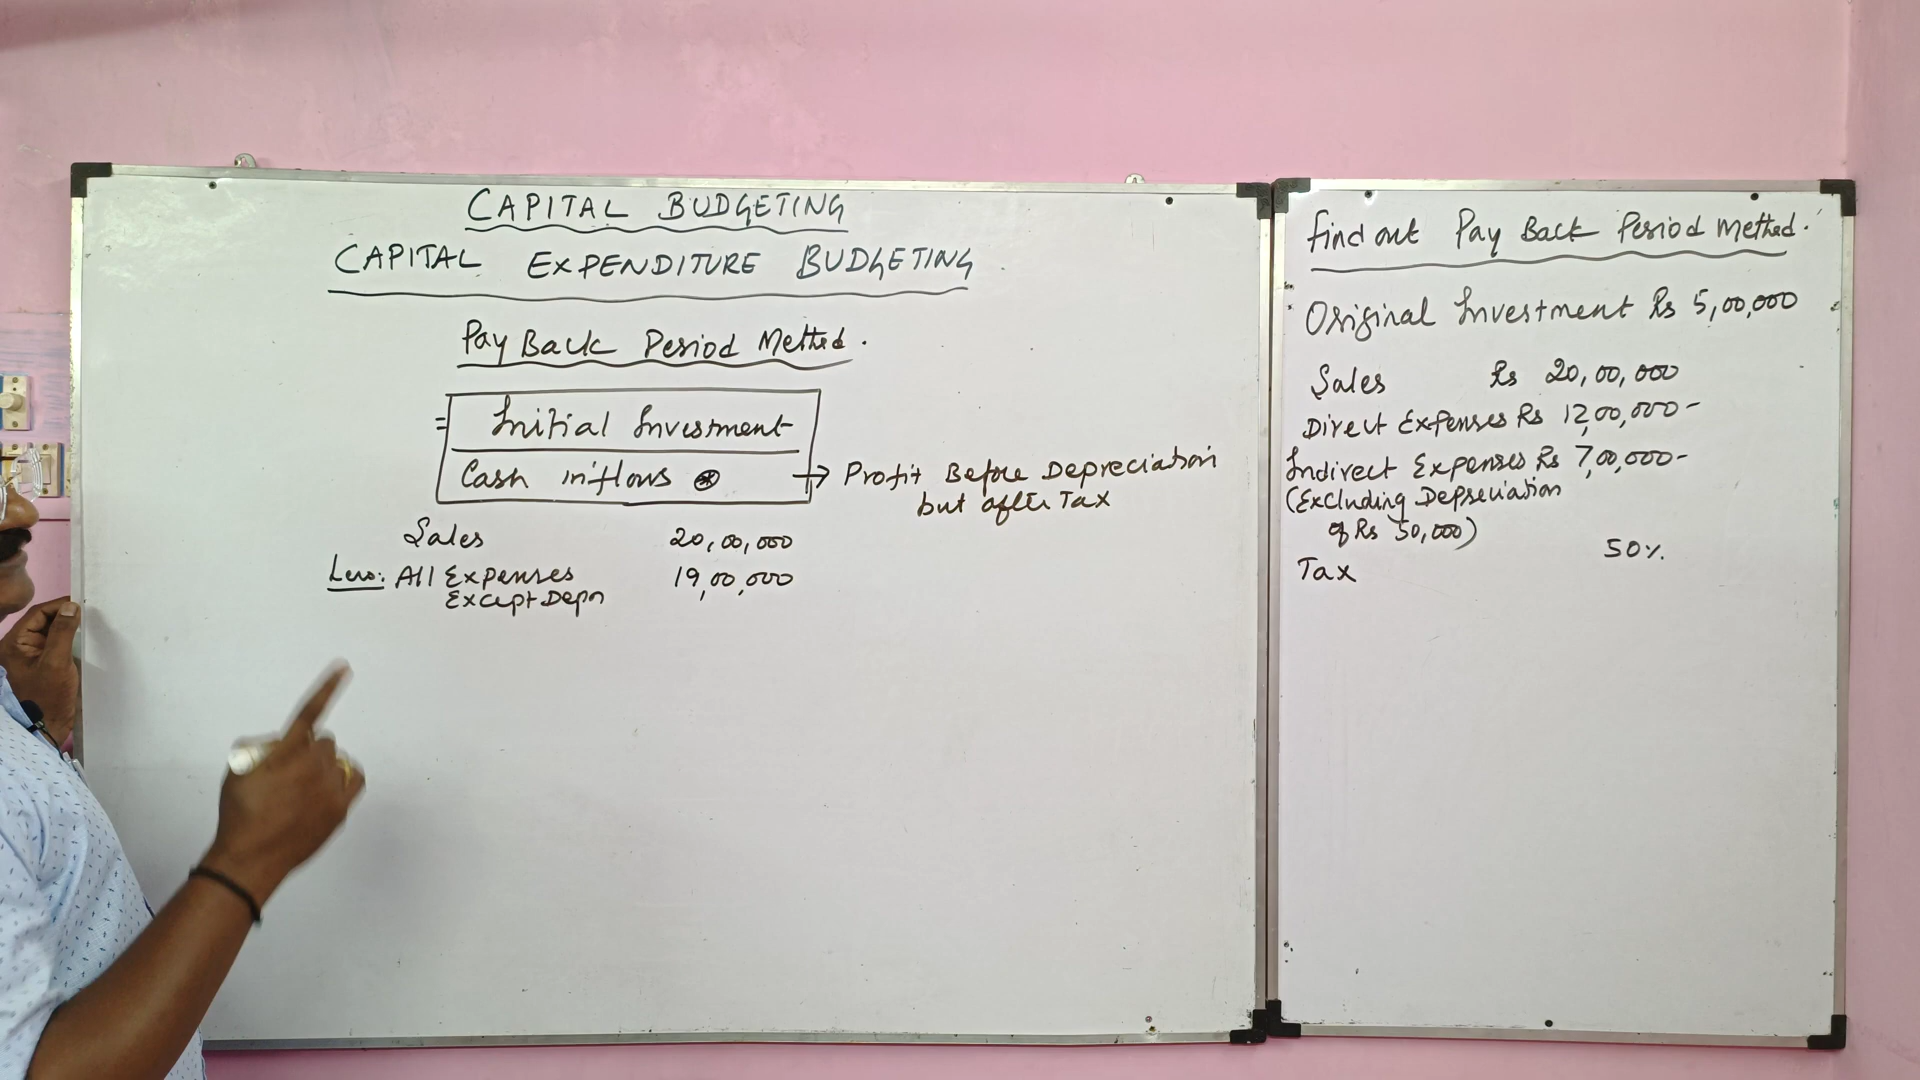 CAPITAL BUDGETING
CAPITAL EXPENDITURE BUDGETING
Pay Back Period Method.
= Initial Investment
Cash inflows → Profit Before Depreciation
but after Tax
Sales 20,00,000
Less: All Expenses 19,00,000
Except Depn
find out Pay Back Period Method.
Original Investment Rs 5,00,000
Sales Rs 20,00,000
Direct Expenses Rs 12,00,000-
Indirect Expenses Rs 7,00,000-
(Excluding Depreciation
of Rs 50,000)
Tax 50%